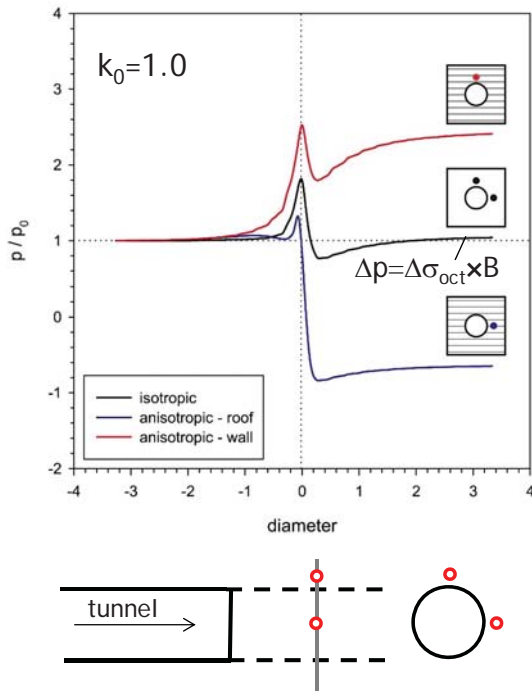 4
k₀=1.0
3
2
1
0
-1
-2
p / p₀
Δp=Δσoct×B
isotropic
anisotropic - roof
anisotropic - wall
-4 -3 -2 -1 0 1 2 3 4
diameter
tunnel